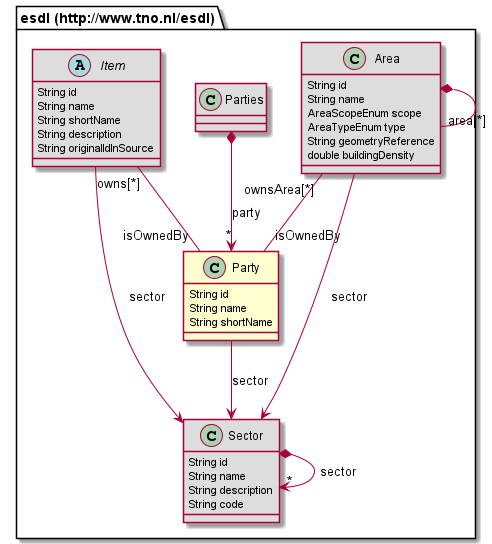 esdl (http://www.tno.nl/esdl)
A Item
String id
String name
String shortName
String description
String originalIdInSource
C Parties
C Area
String id
String name
AreaScopeEnum scope
AreaTypeEnum type
String geometryReference
double buildingDensity
area[*]
owns[*]
ownsArea[*]
party
*
isOwnedBy
isOwnedBy
C Party
String id
String name
String shortName
sector
sector
sector
C Sector
String id
String name
String description
String code
sector
*